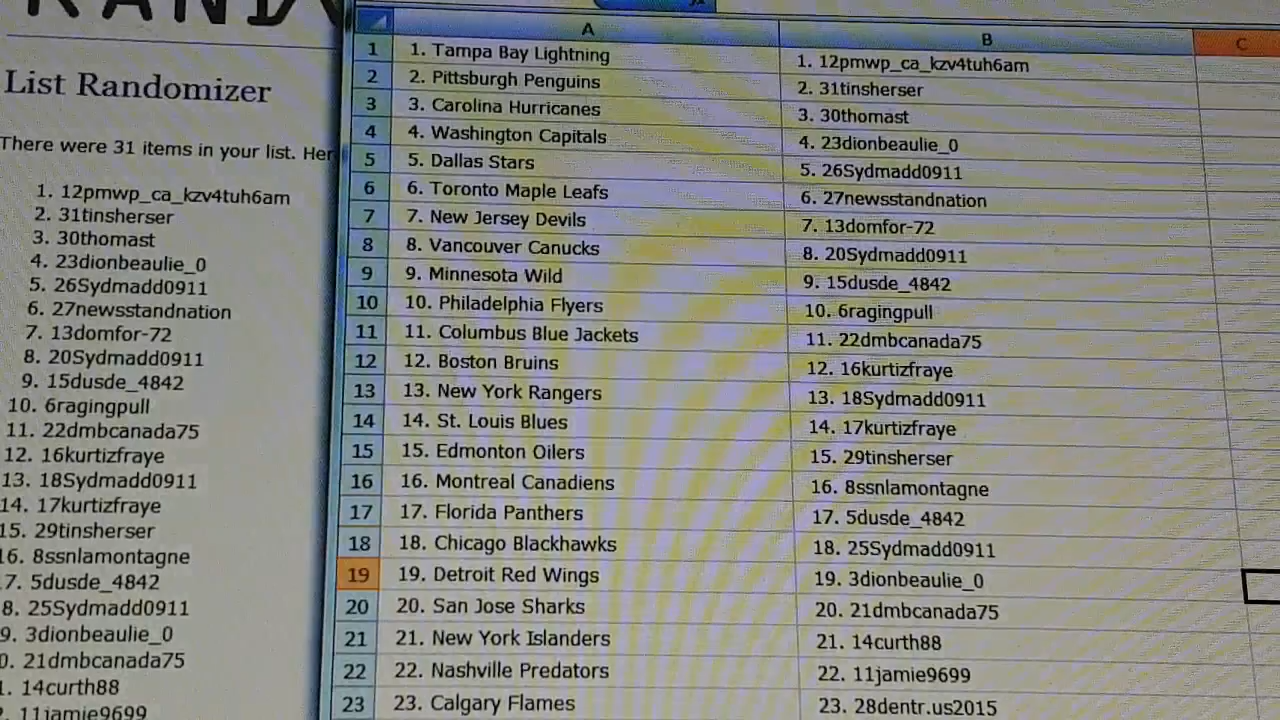 List Randomizer
There were 31 items in your list. Her
1. 12pmwp_ca_kzv4tuh6am
2. 31tinsherser
3. 30thomast
4. 23dionbeaulie_0
5. 26Sydmadd0911
6. 27newsstandnation
7. 13domfor-72
8. 20Sydmadd0911
9. 15dusde_4842
10. 6ragingpull
11. 22dmbcanada75
12. 16kurtizfraye
13. 18Sydmadd0911
14. 17kurtizfraye
15. 29tinsherser
16. 8ssnlamontagne
7. 5dusde_4842
8. 25Sydmadd0911
9. 3dionbeaulie_0
0. 21dmbcanada75
1. 14curth88
11jamie9699
A B C
1 1. Tampa Bay Lightning 1. 12pmwp_ca_kzv4tuh6am
2 2. Pittsburgh Penguins 2. 31tinsherser
3 3. Carolina Hurricanes 3. 30thomast
4 4. Washington Capitals 4. 23dionbeaulie_0
5 5. Dallas Stars 5. 26Sydmadd0911
6 6. Toronto Maple Leafs 6. 27newsstandnation
7 7. New Jersey Devils 7. 13domfor-72
8 8. Vancouver Canucks 8. 20Sydmadd0911
9 9. Minnesota Wild 9. 15dusde_4842
10 10. Philadelphia Flyers 10. 6ragingpull
11 11. Columbus Blue Jackets 11. 22dmbcanada75
12 12. Boston Bruins 12. 16kurtizfraye
13 13. New York Rangers 13. 18Sydmadd0911
14 14. St. Louis Blues 14. 17kurtizfraye
15 15. Edmonton Oilers 15. 29tinsherser
16 16. Montreal Canadiens 16. 8ssnlamontagne
17 17. Florida Panthers 17. 5dusde_4842
18 18. Chicago Blackhawks 18. 25Sydmadd0911
19 19. Detroit Red Wings 19. 3dionbeaulie_0
20 20. San Jose Sharks 20. 21dmbcanada75
21 21. New York Islanders 21. 14curth88
22 22. Nashville Predators 22. 11jamie9699
23 23. Calgary Flames 23. 28dentr.us2015